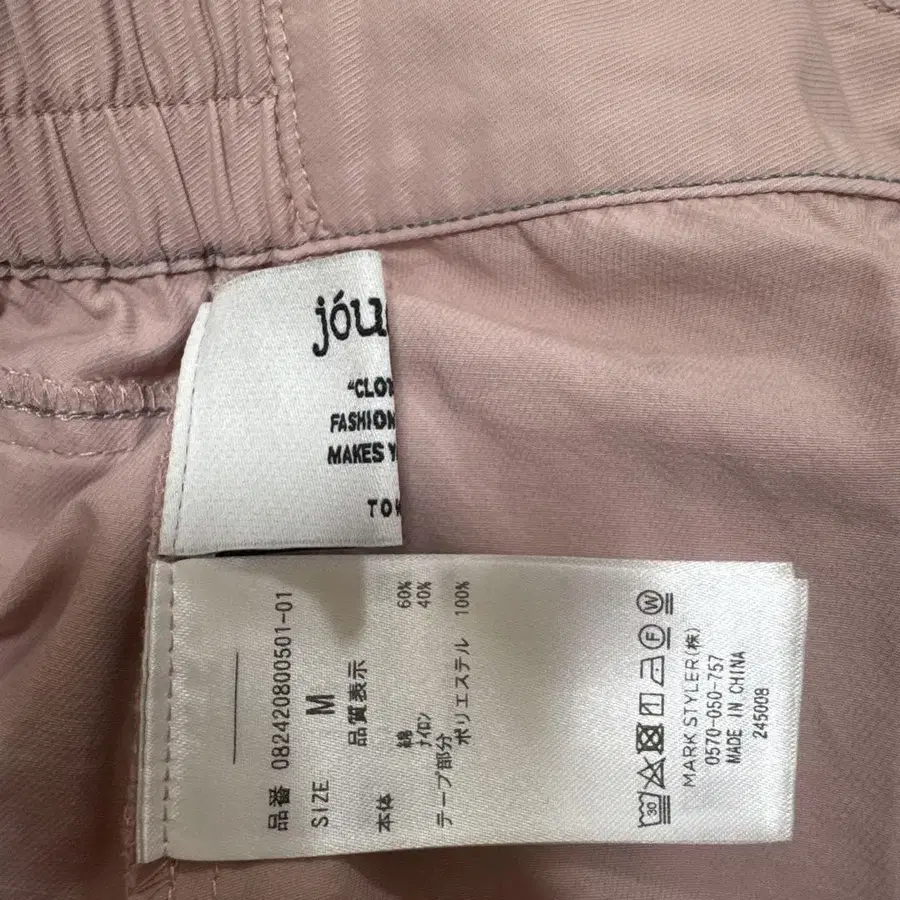 jóu
"CLO
FASHION
MAKES
TO
品番 082420800501-01
SIZE M
品質表示
本体 綿 60%
ナイロン 40%
テープ部分
ポリエステル 100%
30
F W
MARK STYLER(株)
0570-050-757
MADE IN CHINA
245008